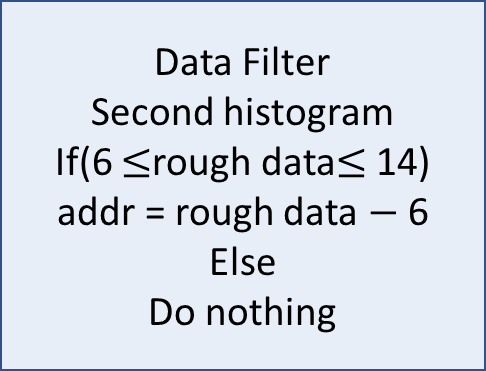 Data Filter
Second histogram
If(6 ≤rough data≤ 14)
addr = rough data − 6
Else
Do nothing